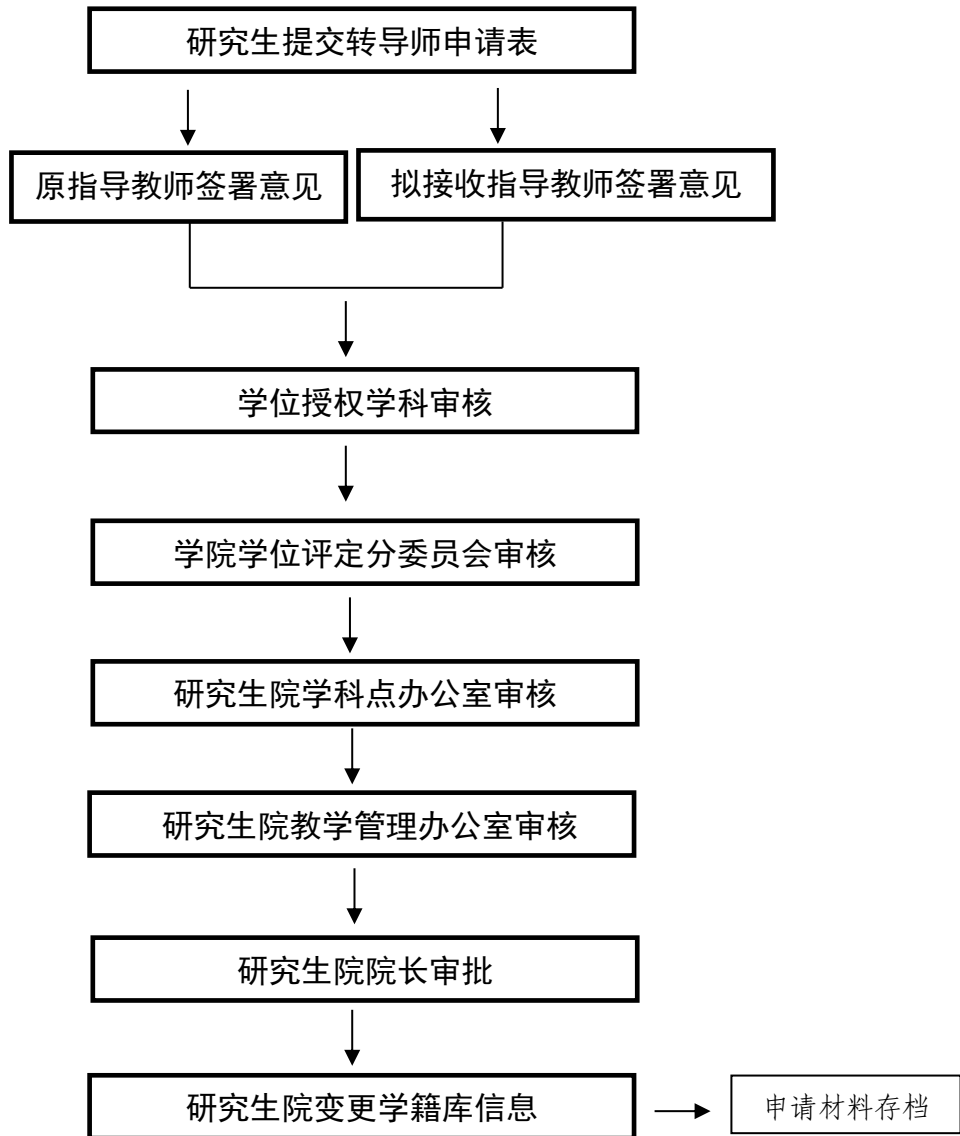 研究生提交转导师申请表
原指导教师签署意见
拟接收指导教师签署意见
学位授权学科审核
学院学位评定分委员会审核
研究生院学科点办公室审核
研究生院教学管理办公室审核
研究生院院长审批
研究生院变更学籍库信息
申请材料存档